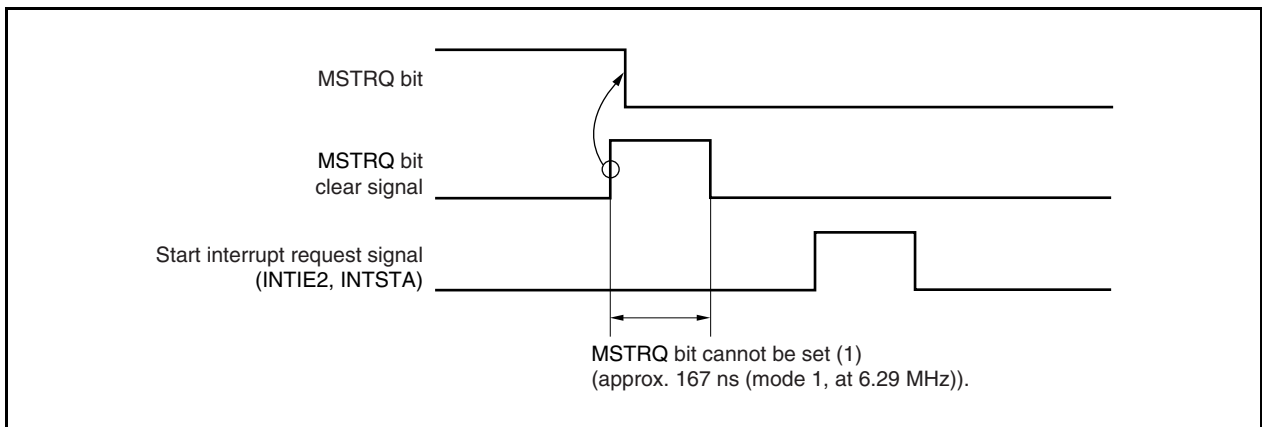 MSTRQ bit
MSTRQ bit
clear signal
Start interrupt request signal
(INTIE2, INTSTA)
MSTRQ bit cannot be set (1)
(approx. 167 ns (mode 1, at 6.29 MHz)).